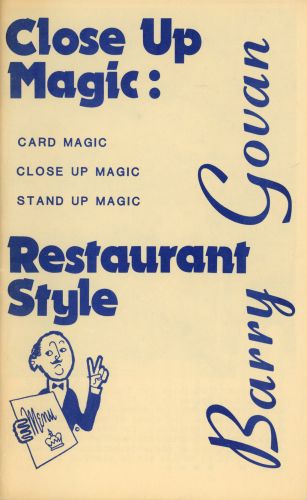 Close Up
Magic:
CARD MAGIC
CLOSE UP MAGIC
STAND UP MAGIC
Restaurant
Style
Menu
Barry Govan